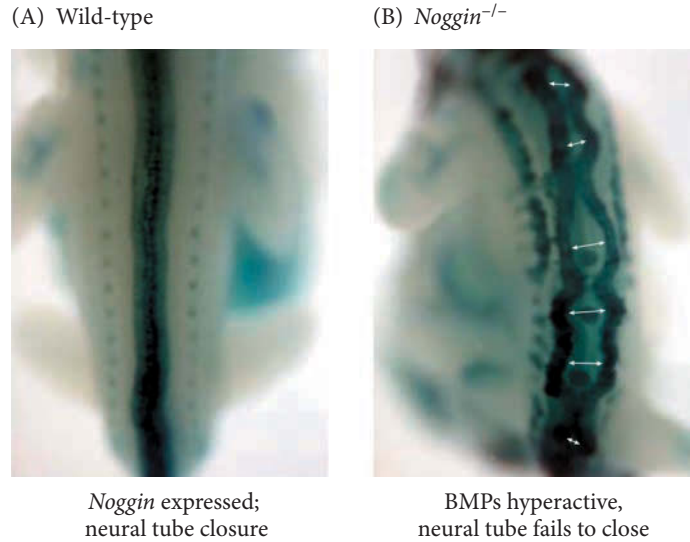 (A) Wild-type
(B) Noggin–/–
Noggin expressed;
neural tube closure
BMPs hyperactive,
neural tube fails to close